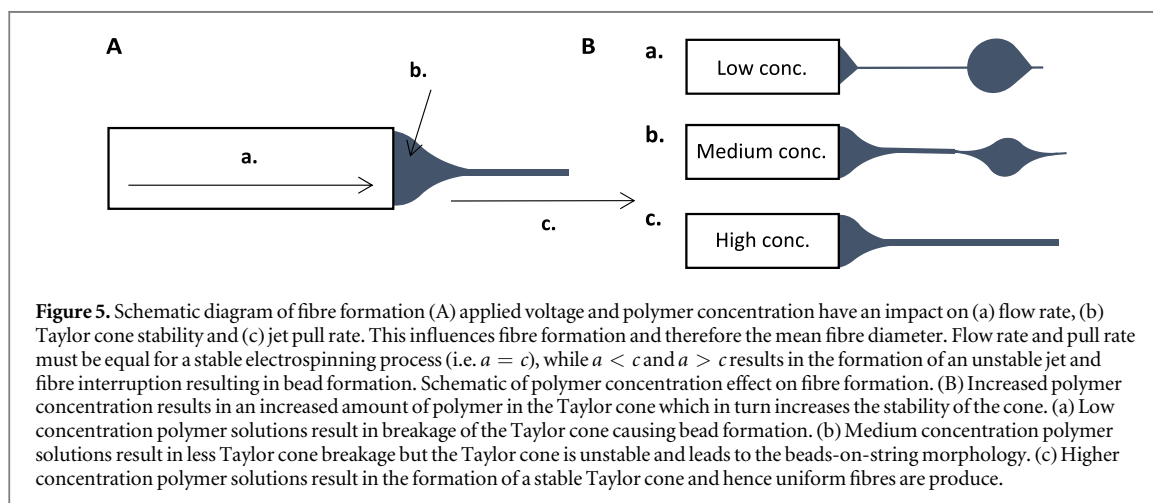 A
B
a.
Low conc.
b.
b.
Medium conc.
a.
c.
c.
High conc.
Figure 5. Schematic diagram of fibre formation (A) applied voltage and polymer concentration have an impact on (a) flow rate, (b)
Taylor cone stability and (c) jet pull rate. This influences fibre formation and therefore the mean fibre diameter. Flow rate and pull rate
must be equal for a stable electrospinning process (i.e. a = c), while a < c and a > c results in the formation of an unstable jet and
fibre interruption resulting in bead formation. Schematic of polymer concentration effect on fibre formation. (B) Increased polymer
concentration results in an increased amount of polymer in the Taylor cone which in turn increases the stability of the cone. (a) Low
concentration polymer solutions result in breakage of the Taylor cone causing bead formation. (b) Medium concentration polymer
solutions result in less Taylor cone breakage but the Taylor cone is unstable and leads to the beads-on-string morphology. (c) Higher
concentration polymer solutions result in the formation of a stable Taylor cone and hence uniform fibres are produce.